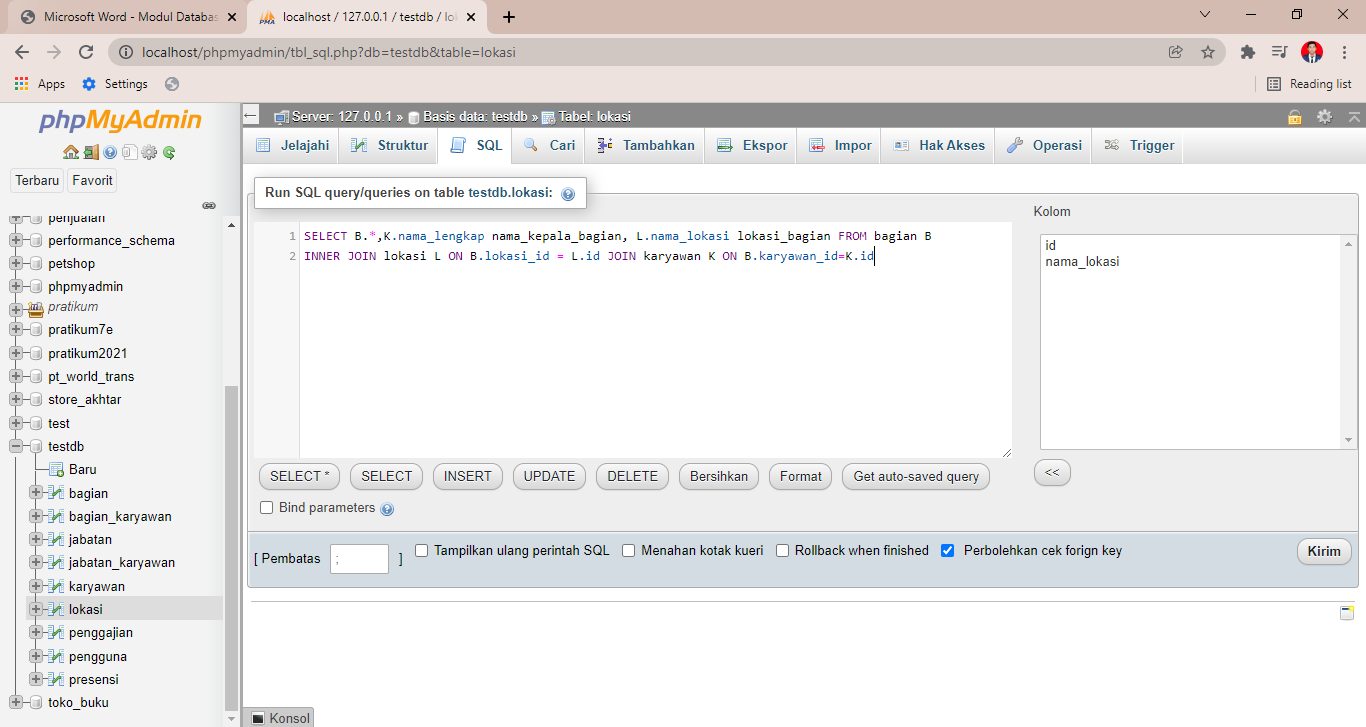 Microsoft Word - Modul Databas
localhost / 127.0.0.1 / testdb / lok
localhost/phpmyadmin/tbl_sql.php?db=testdb&table=lokasi
Apps
Settings
Reading list
phpMyAdmin
Terbaru
Favorit
penjualan
performance_schema
petshop
phpmyadmin
pratikum
pratikum7e
pratikum2021
pt_world_trans
store_akhtar
test
testdb
Baru
bagian
bagian_karyawan
jabatan
jabatan_karyawan
karyawan
lokasi
penggajian
pengguna
presensi
toko_buku
Server: 127.0.0.1 » Basis data: testdb » Tabel: lokasi
Jelajahi
Struktur
SQL
Cari
Tambahkan
Ekspor
Impor
Hak Akses
Operasi
Trigger
Run SQL query/queries on table testdb.lokasi:
1 SELECT B.*,K.nama_lengkap nama_kepala_bagian, L.nama_lokasi lokasi_bagian FROM bagian B
2 INNER JOIN lokasi L ON B.lokasi_id = L.id JOIN karyawan K ON B.karyawan_id=K.id
Kolom
id
nama_lokasi
SELECT *
SELECT
INSERT
UPDATE
DELETE
Bersihkan
Format
Get auto-saved query
<<
Bind parameters
[ Pembatas ; ]
Tampilkan ulang perintah SQL
Menahan kotak kueri
Rollback when finished
Perbolehkan cek forign key
Kirim
Konsol